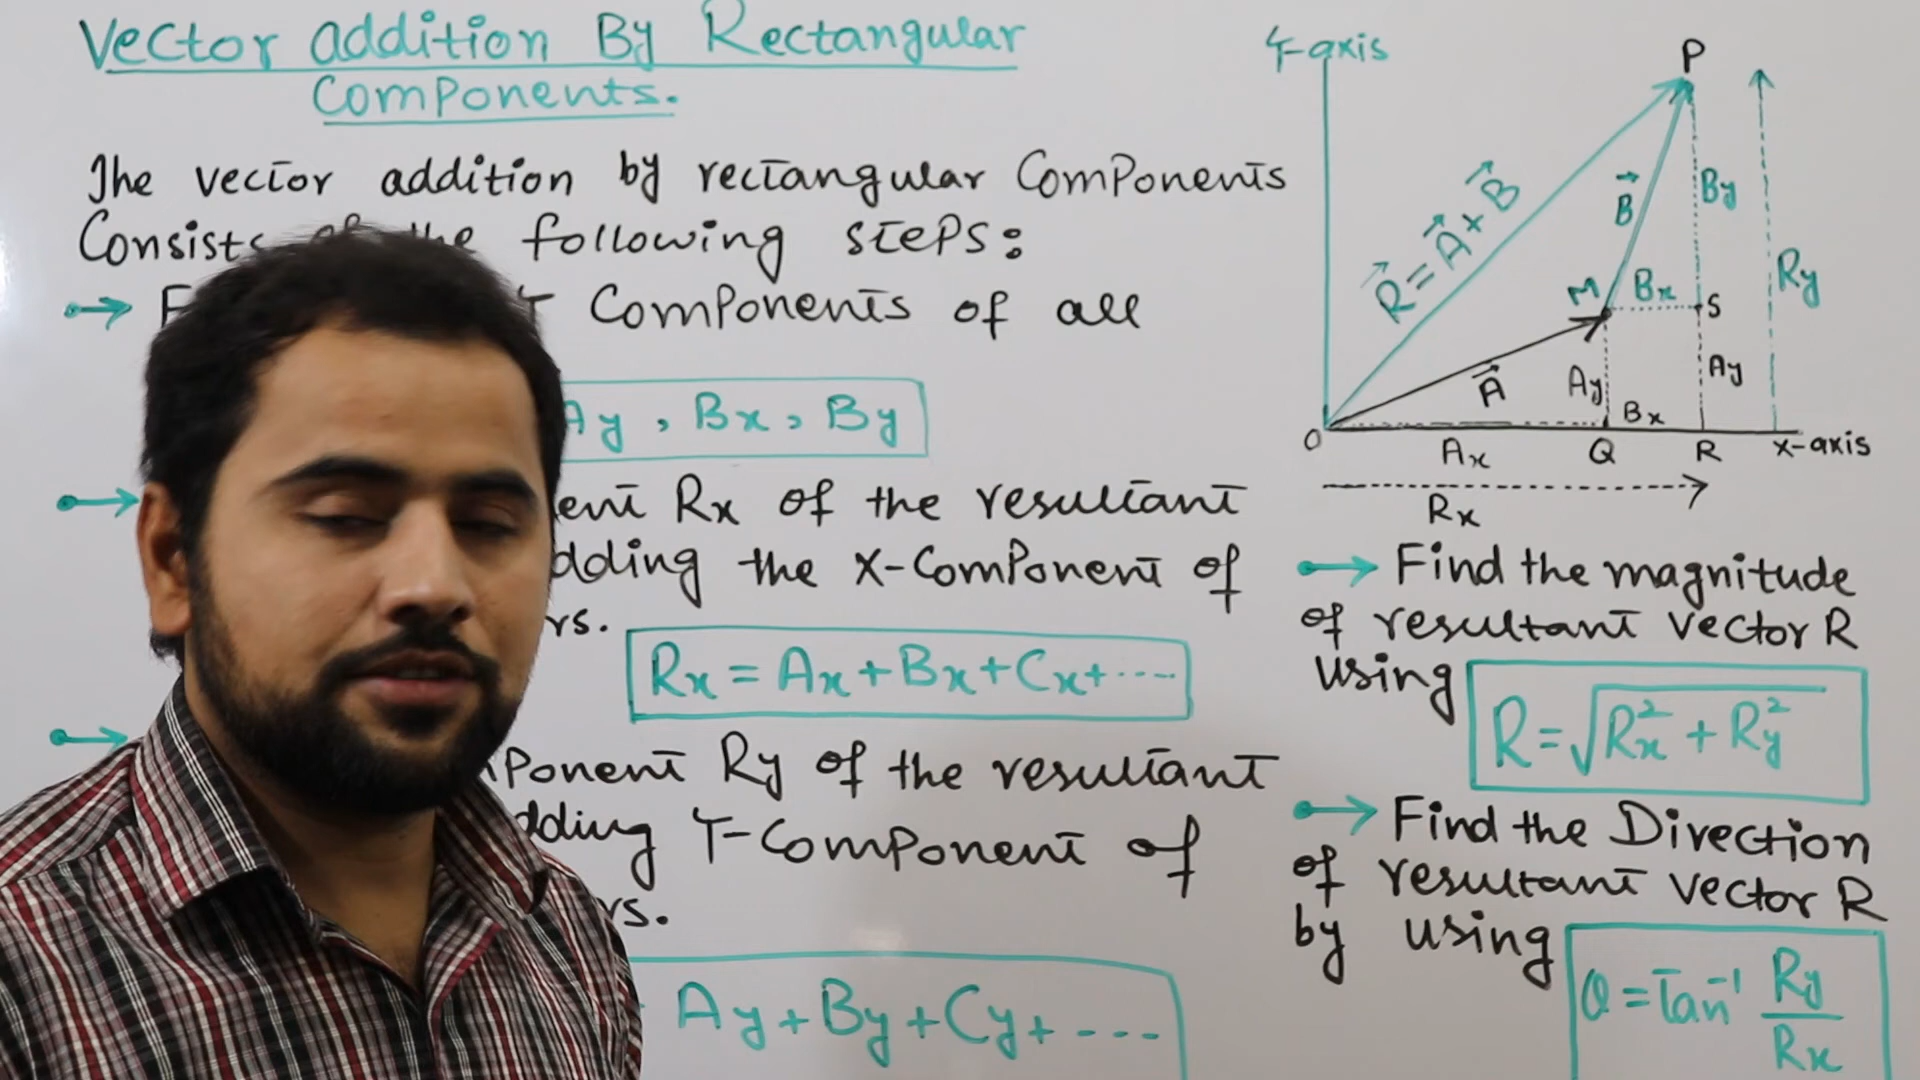 Vector addition By Rectangular
Components.
The vector addition by rectangular Components
Consists of the following steps:
Components of all
Ay , Bx , By
Rx of the resultant
adding the X-Component of
Rx = Ax + Bx + Cx + ----
Ry of the resultant
adding Y-Component of
Ay + By + Cy + ----
Y-axis
P
R⃗ = A⃗ + B⃗
B⃗
By
Ry
M
Bx
S
A⃗
Ay
Ay
Bx
O
Ax
Q
R
X-axis
Rx
Find the magnitude
of resultant vector R
using
R = √Rx² + Ry²
Find the Direction
of resultant vector R
by using
θ = tan⁻¹ Ry/Rx